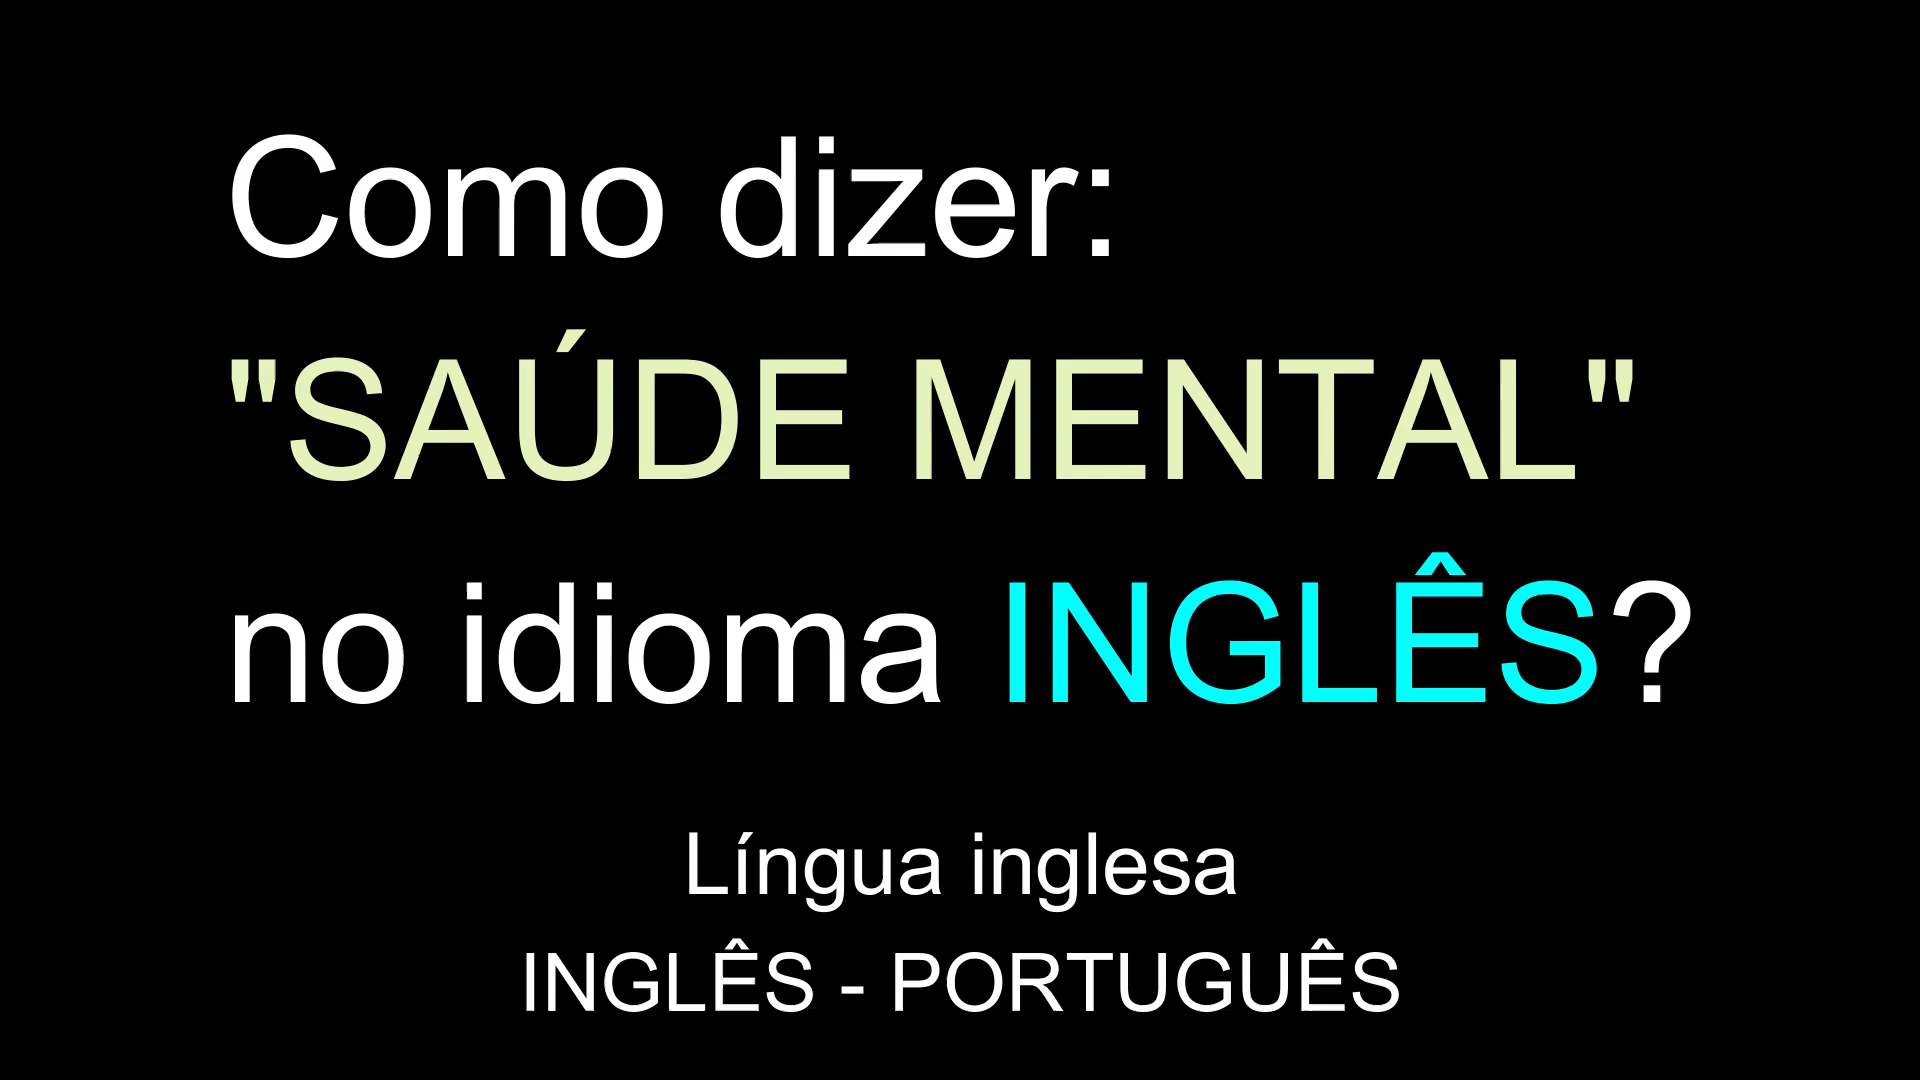 Como dizer:
"SAÚDE MENTAL"
no idioma INGLÊS?
Língua inglesa
INGLÊS - PORTUGUÊS